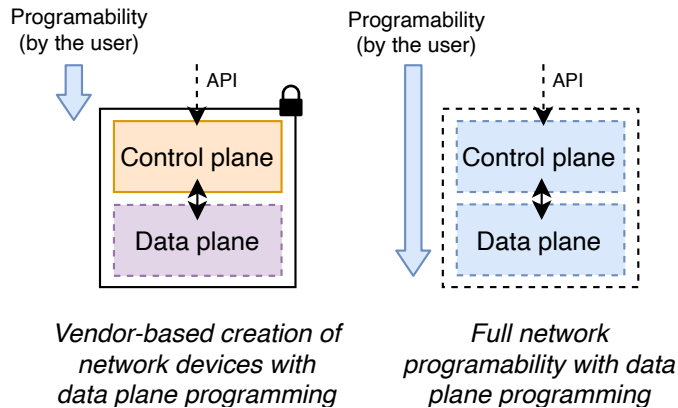 Programability
(by the user)
API
Control plane
Data plane
Vendor-based creation of
network devices with
data plane programming
Programability
(by the user)
API
Control plane
Data plane
Full network
programability with data
plane programming